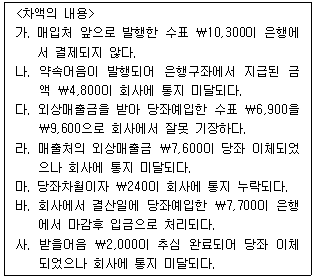 <차액의 내용>
가. 매입처 앞으로 발행한 수표 ₩10,300이 은행에
서 결제되지 않다.
나. 약속어음이 발행되어 은행구좌에서 지급된 금
액 ₩4,800이 회사에 통지 미달되다.
다. 외상매출금을 받아 당좌예입한 수표 ₩6,900을
₩9,600으로 회사에서 잘못 기장하다.
라. 매출처의 외상매출금 ₩7,600이 당좌 이체되었
으나 회사에 통지 미달되다.
마. 당좌차월이자 ₩240이 회사에 통지 누락되다.
바. 회사에서 결산일에 당좌예입한 ₩7,700이 은행
에서 마감후 입금으로 처리되다.
사. 받을어음 ₩2,000이 추심 완료되어 당좌 이체
되었으나 회사에 통지 미달되다.